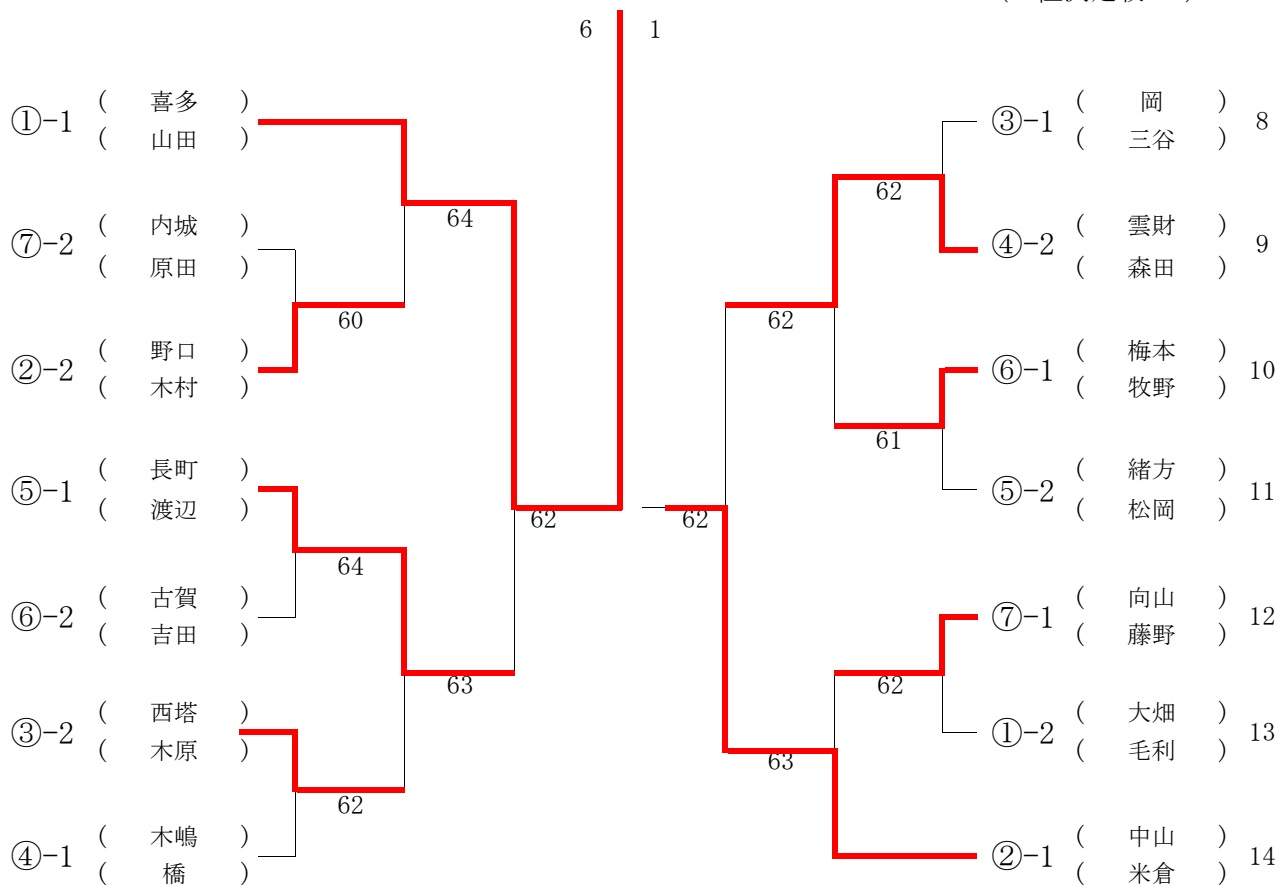 6 1
①-1 ( 喜多 )
( 山田 )
⑦-2 ( 内城 )
( 原田 )
②-2 ( 野口 )
( 木村 )
⑤-1 ( 長町 )
( 渡辺 )
⑥-2 ( 古賀 )
( 吉田 )
③-2 ( 西塔 )
( 木原 )
④-1 ( 木嶋 )
( 橋 )
64
60
62
64
63
62
62
62
62
61
62
63
③-1 ( 岡 ) 8
( 三谷 )
④-2 ( 雲財 ) 9
( 森田 )
⑥-1 ( 梅本 ) 10
( 牧野 )
⑤-2 ( 緒方 ) 11
( 松岡 )
⑦-1 ( 向山 ) 12
( 藤野 )
①-2 ( 大畑 ) 13
( 毛利 )
②-1 ( 中山 ) 14
( 米倉 )